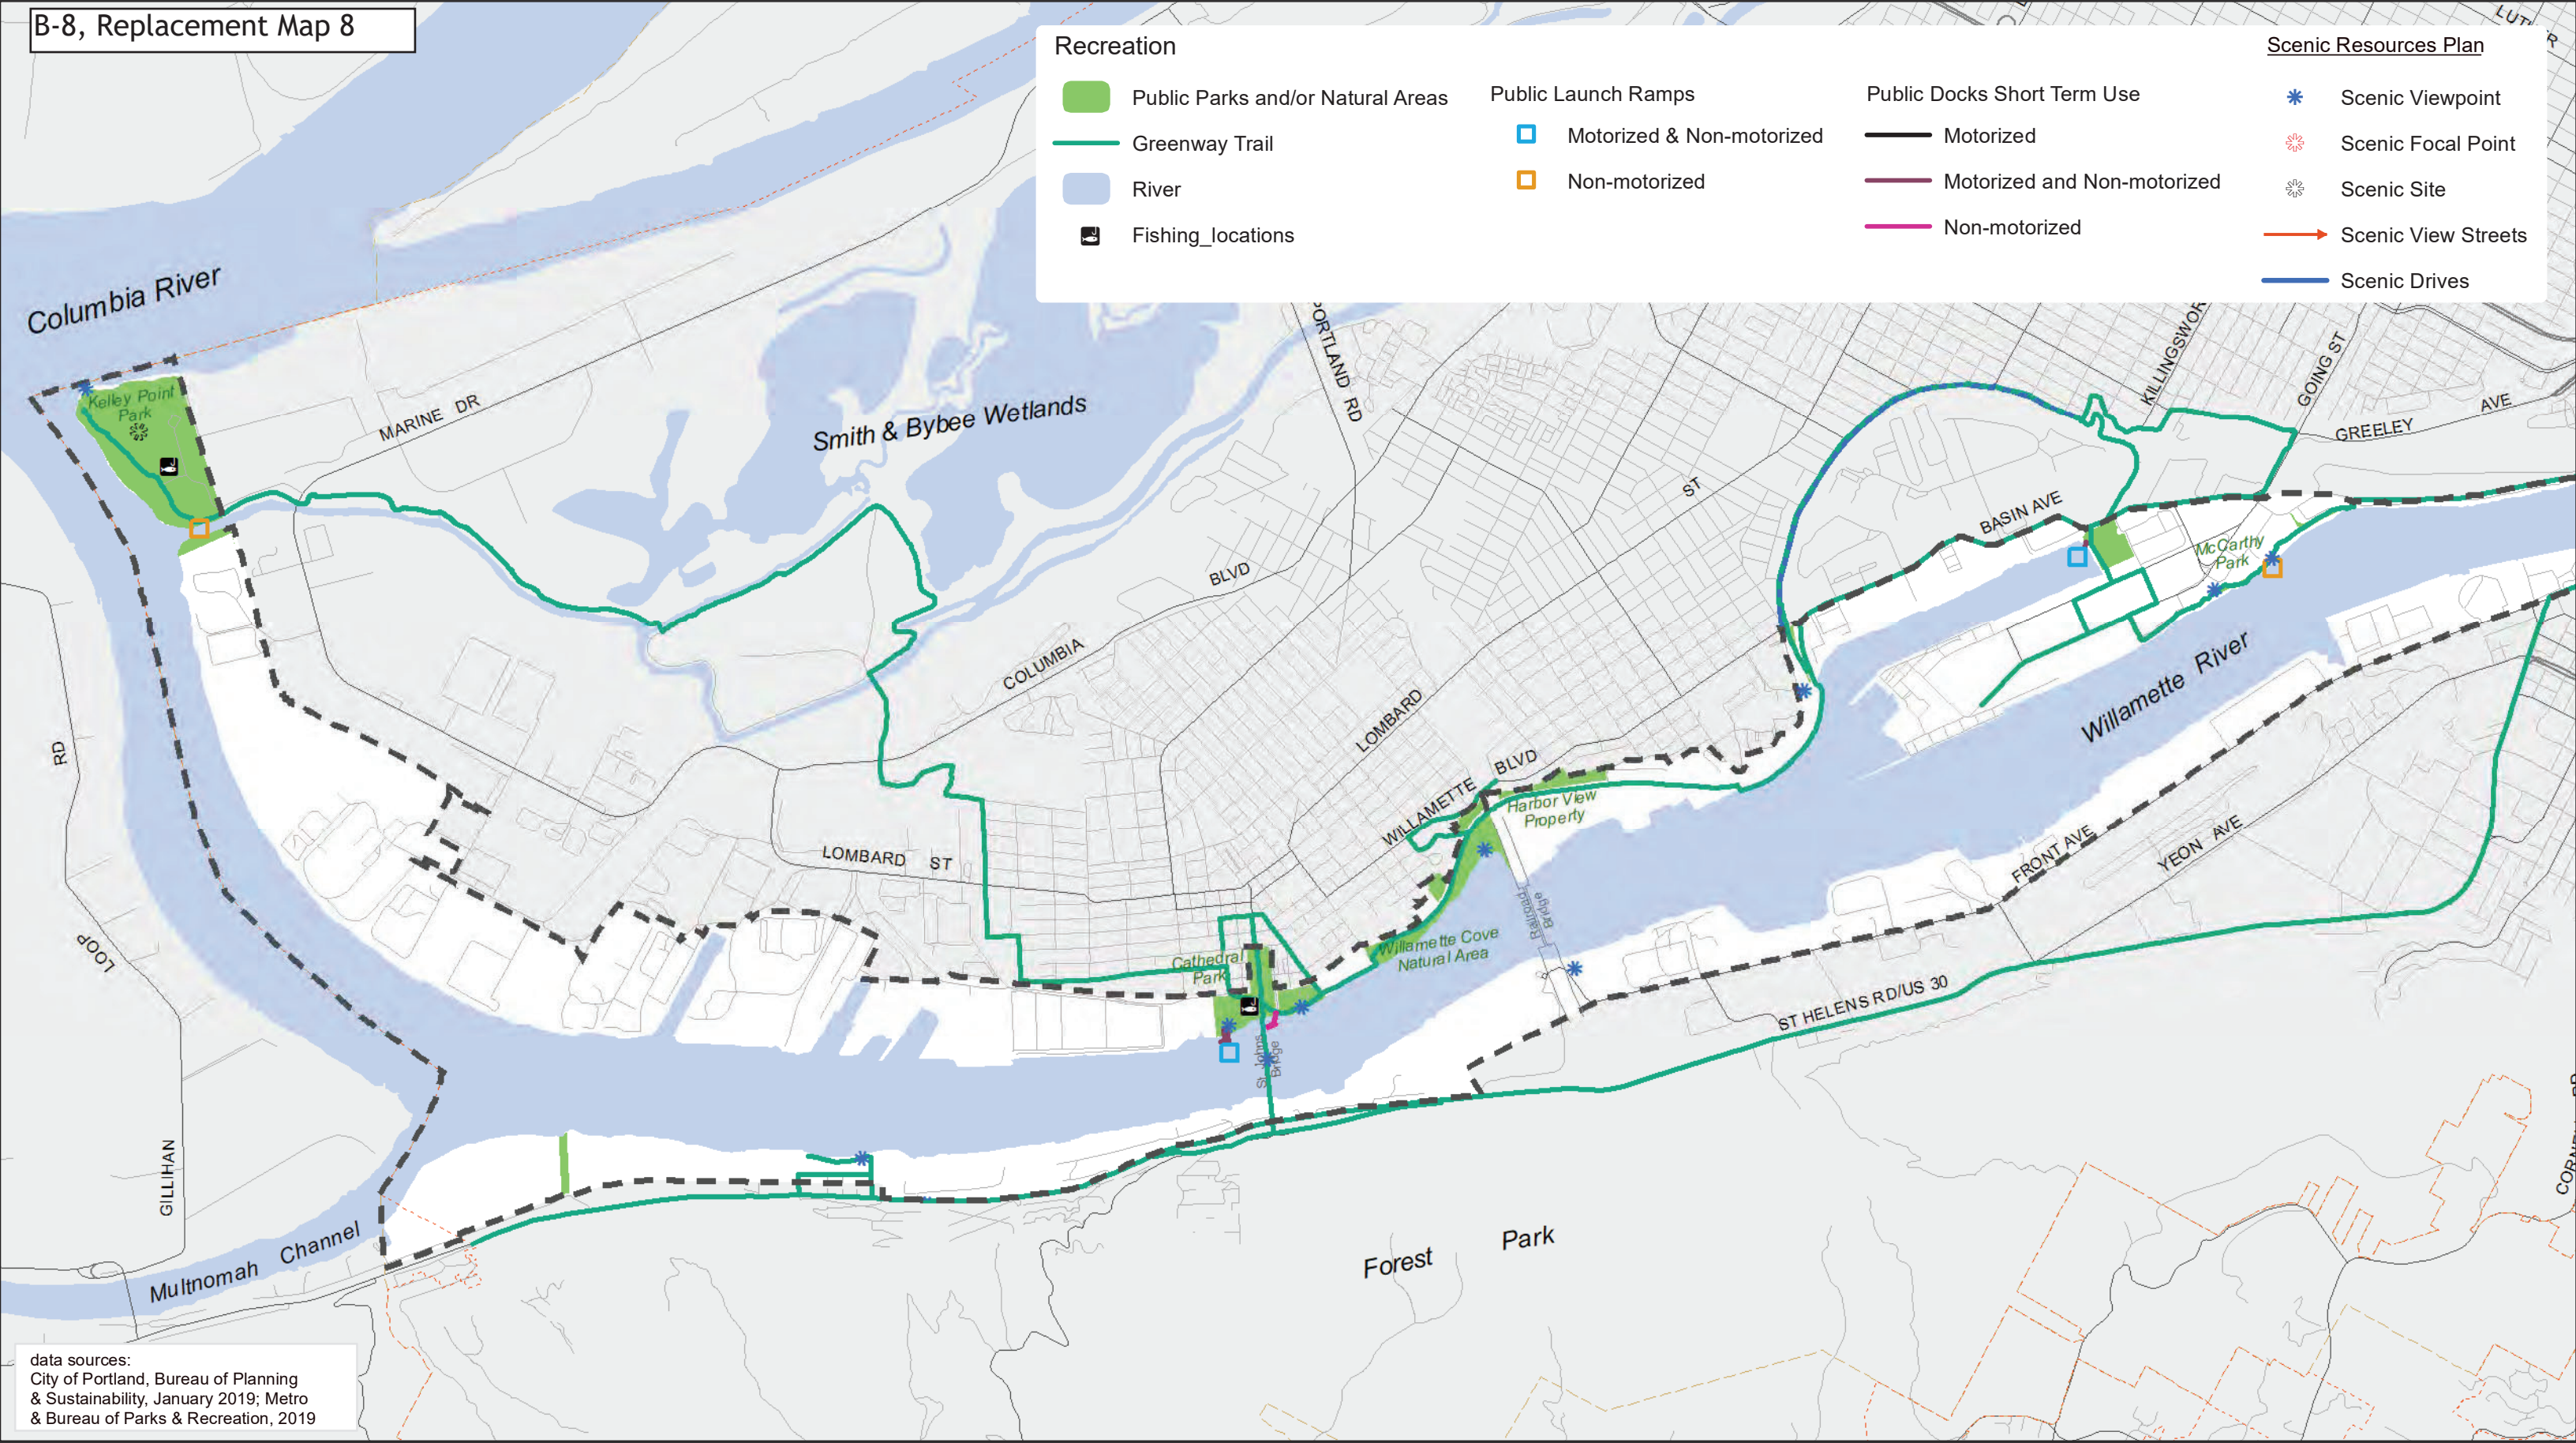 B-8, Replacement Map 8
Recreation
Public Parks and/or Natural Areas
Greenway Trail
River
Fishing_locations
Public Launch Ramps
Motorized & Non-motorized
Non-motorized
Public Docks Short Term Use
Motorized
Motorized and Non-motorized
Non-motorized
Scenic Resources Plan
Scenic Viewpoint
Scenic Focal Point
Scenic Site
Scenic View Streets
Scenic Drives
Columbia River
Kelley Point
Park
MARINE DR
Smith & Bybee Wetlands
PORTLAND RD
KILLINGSWOR
GOING ST
GREELEY AVE
ST
BASIN AVE
McCarthy
Park
BLVD
COLUMBIA
LOMBARD
Willamette River
RD
LOOP
GILLIHAN
WILLAMETTE BLVD
Harbor View
Property
LOMBARD ST
Railroad
Bridge
FRONT AVE
YEON AVE
Cathedral
Park
Willamette Cove
Natural Area
St Johns
Bridge
ST HELENS RD/US 30
Multnomah Channel
Forest Park
data sources:
City of Portland, Bureau of Planning
& Sustainability, January 2019; Metro
& Bureau of Parks & Recreation, 2019